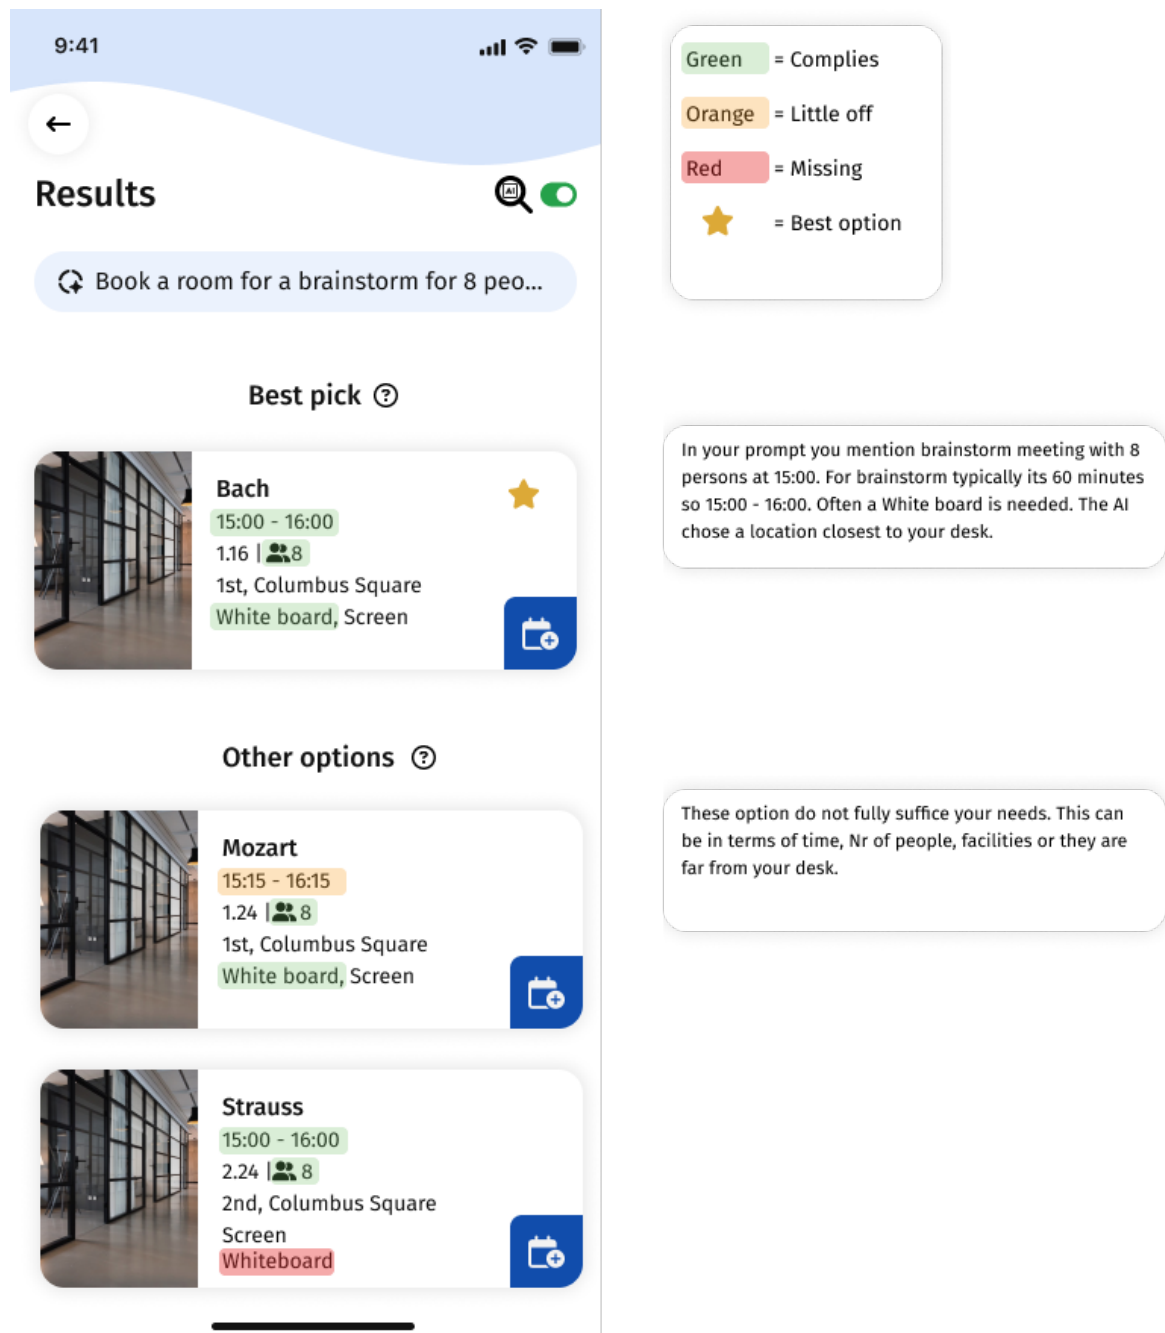 9:41
Results
AI
Book a room for a brainstorm for 8 peo...
Best pick ?
Bach
15:00 - 16:00
1.16 | 8
1st, Columbus Square
White board, Screen
Other options ?
Mozart
15:15 - 16:15
1.24 | 8
1st, Columbus Square
White board, Screen
Strauss
15:00 - 16:00
2.24 | 8
2nd, Columbus Square
Screen
Whiteboard
Green = Complies
Orange = Little off
Red = Missing
= Best option
In your prompt you mention brainstorm meeting with 8
persons at 15:00. For brainstorm typically its 60 minutes
so 15:00 - 16:00. Often a White board is needed. The AI
chose a location closest to your desk.
These option do not fully suffice your needs. This can
be in terms of time, Nr of people, facilities or they are
far from your desk.